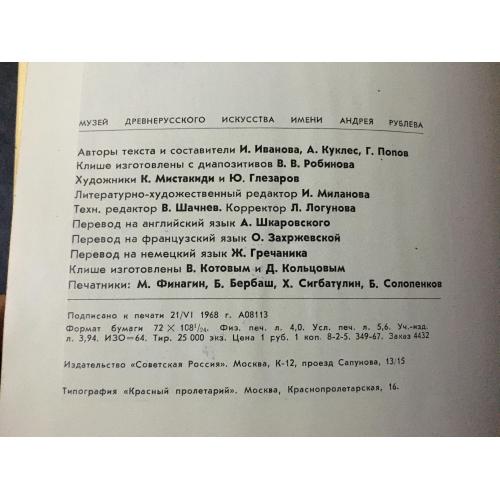 МУЗЕЙ ДРЕВНЕРУССКОГО ИСКУССТВА ИМЕНИ АНДРЕЯ РУБЛЕВА
Авторы текста и составители И. Иванова, А. Куклес, Г. Попов
Клише изготовлены с диапозитивов В. В. Робинова
Художники К. Мистакиди и Ю. Глезаров
Литературно-художественный редактор И. Миланова
Техн. редактор В. Шачнев. Корректор Л. Логунова
Перевод на английский язык А. Шкаровского
Перевод на французский язык О. Захржевской
Перевод на немецкий язык Ж. Гречаника
Клише изготовлены В. Котовым и Д. Кольцовым
Печатники: М. Финагин, Б. Бербаш, Х. Сигбатулин, Б. Солопенков
Подписано к печати 21/VI 1968 г. А08113
Формат бумаги 72 × 108¹/₂₄. Физ. печ. л. 4,0. Усл. печ. л. 5,6. Уч.-изд.
л. 3,94. ИЗО—64. Тир. 25 000 экз. Цена 1 руб. 1 коп. 8-2-5. 349-67. Заказ 4432
Издательство «Советская Россия». Москва, К-12, проезд Сапунова, 13/15
Типография «Красный пролетарий». Москва, Краснопролетарская, 16.